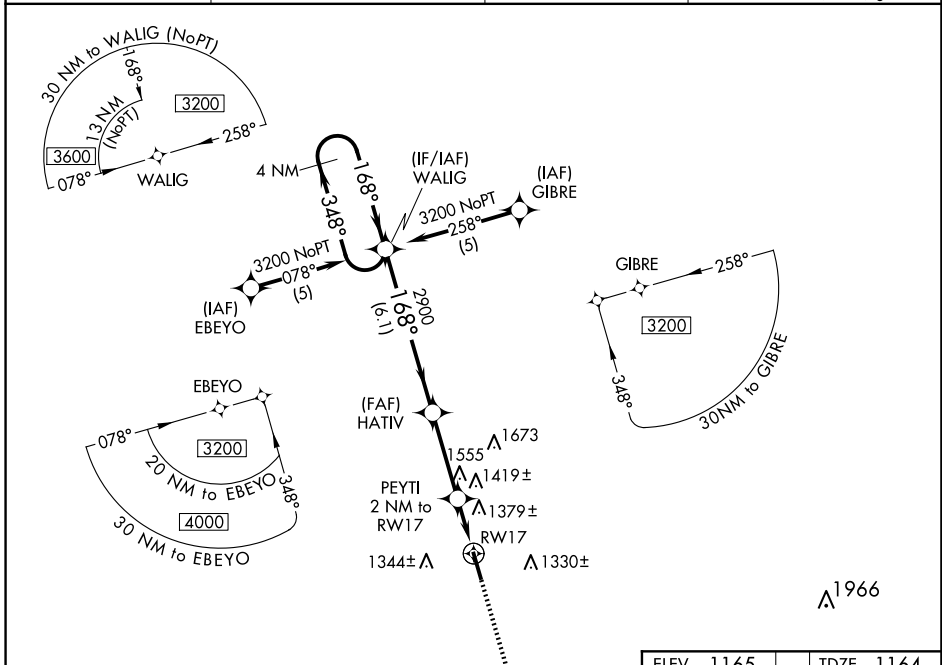 30 NM to WALIG (NoPT)
168°
13 NM
(NoPT)
3200
258°
3600
078°
WALIG
4 NM
168°
348°
(IF/IAF)
WALIG
(IAF)
GIBRE
3200 NoPT
258°
(5)
3200 NoPT
078°
(5)
(IAF)
EBEYO
2900
168°
(6.1)
GIBRE
258°
3200
348°
30NM to GIBRE
EBEYO
078°
3200
20 NM to EBEYO
348°
4000
30 NM to EBEYO
(FAF)
HATIV
1673
1555
1419±
PEYTI
2 NM to
RW17
1379±
RW17
1344±
1330±
1966
ELEV 1165
TDZE 1164